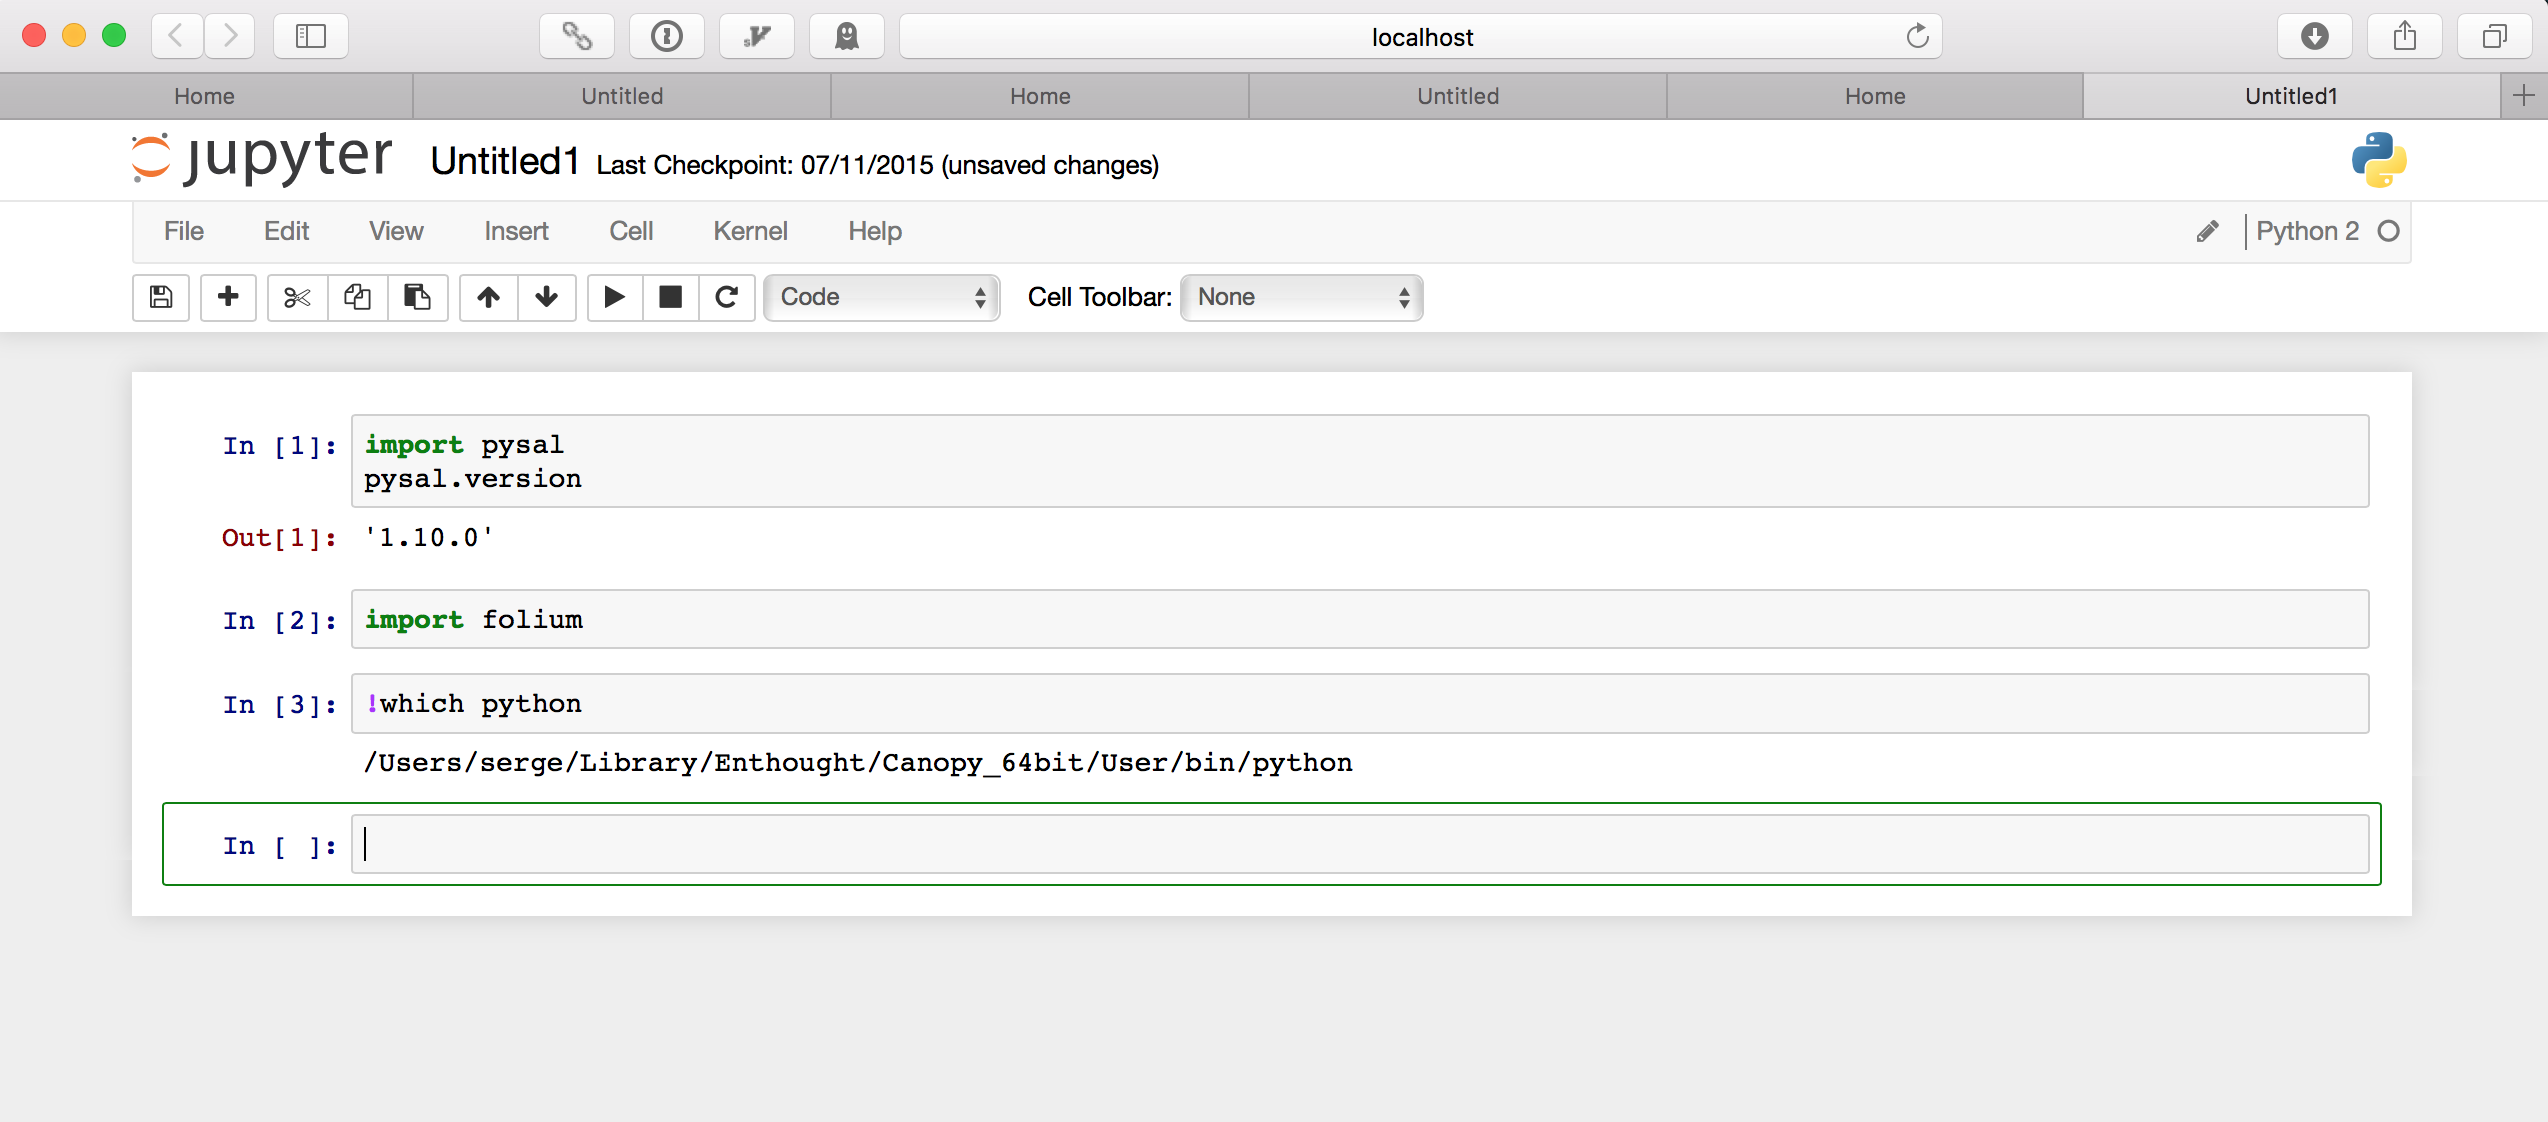 localhost
Home Untitled Home Untitled Home Untitled1
jupyter Untitled1 Last Checkpoint: 07/11/2015 (unsaved changes)
File Edit View Insert Cell Kernel Help Python 2
Code Cell Toolbar: None
In [1]: import pysal
pysal.version
Out[1]: '1.10.0'
In [2]: import folium
In [3]: !which python
/Users/serge/Library/Enthought/Canopy_64bit/User/bin/python
In [ ]: